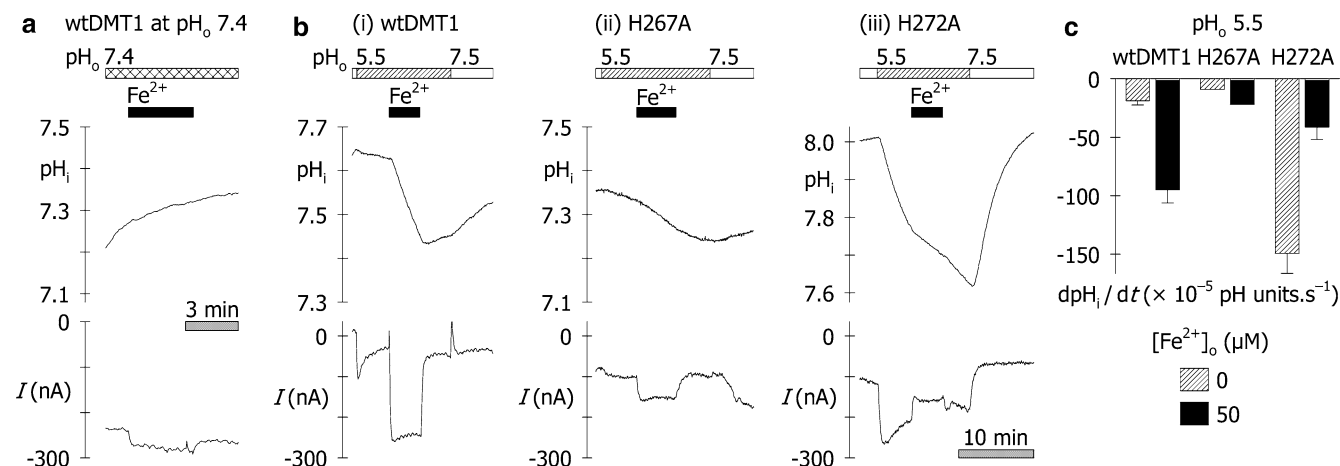 a wtDMT1 at pHₒ 7.4
pHₒ 7.4
Fe²⁺
7.5
pHᵢ
7.3
7.1
3 min
0
I (nA)
-300
b (i) wtDMT1
pHₒ 5.5 7.5
Fe²⁺
7.7
pHᵢ
7.5
7.3
0
I (nA)
-300
(ii) H267A
5.5 7.5
Fe²⁺
7.5
pHᵢ
7.3
7.1
0
I (nA)
-300
(iii) H272A
5.5 7.5
Fe²⁺
8.0
pHᵢ
7.8
7.6
0
I (nA)
-300
10 min
c pHₒ 5.5
wtDMT1 H267A H272A
0
-50
-100
-150
dpHᵢ / dt (× 10⁻⁵ pH units.s⁻¹)
[Fe²⁺]ₒ (µM)
0
50